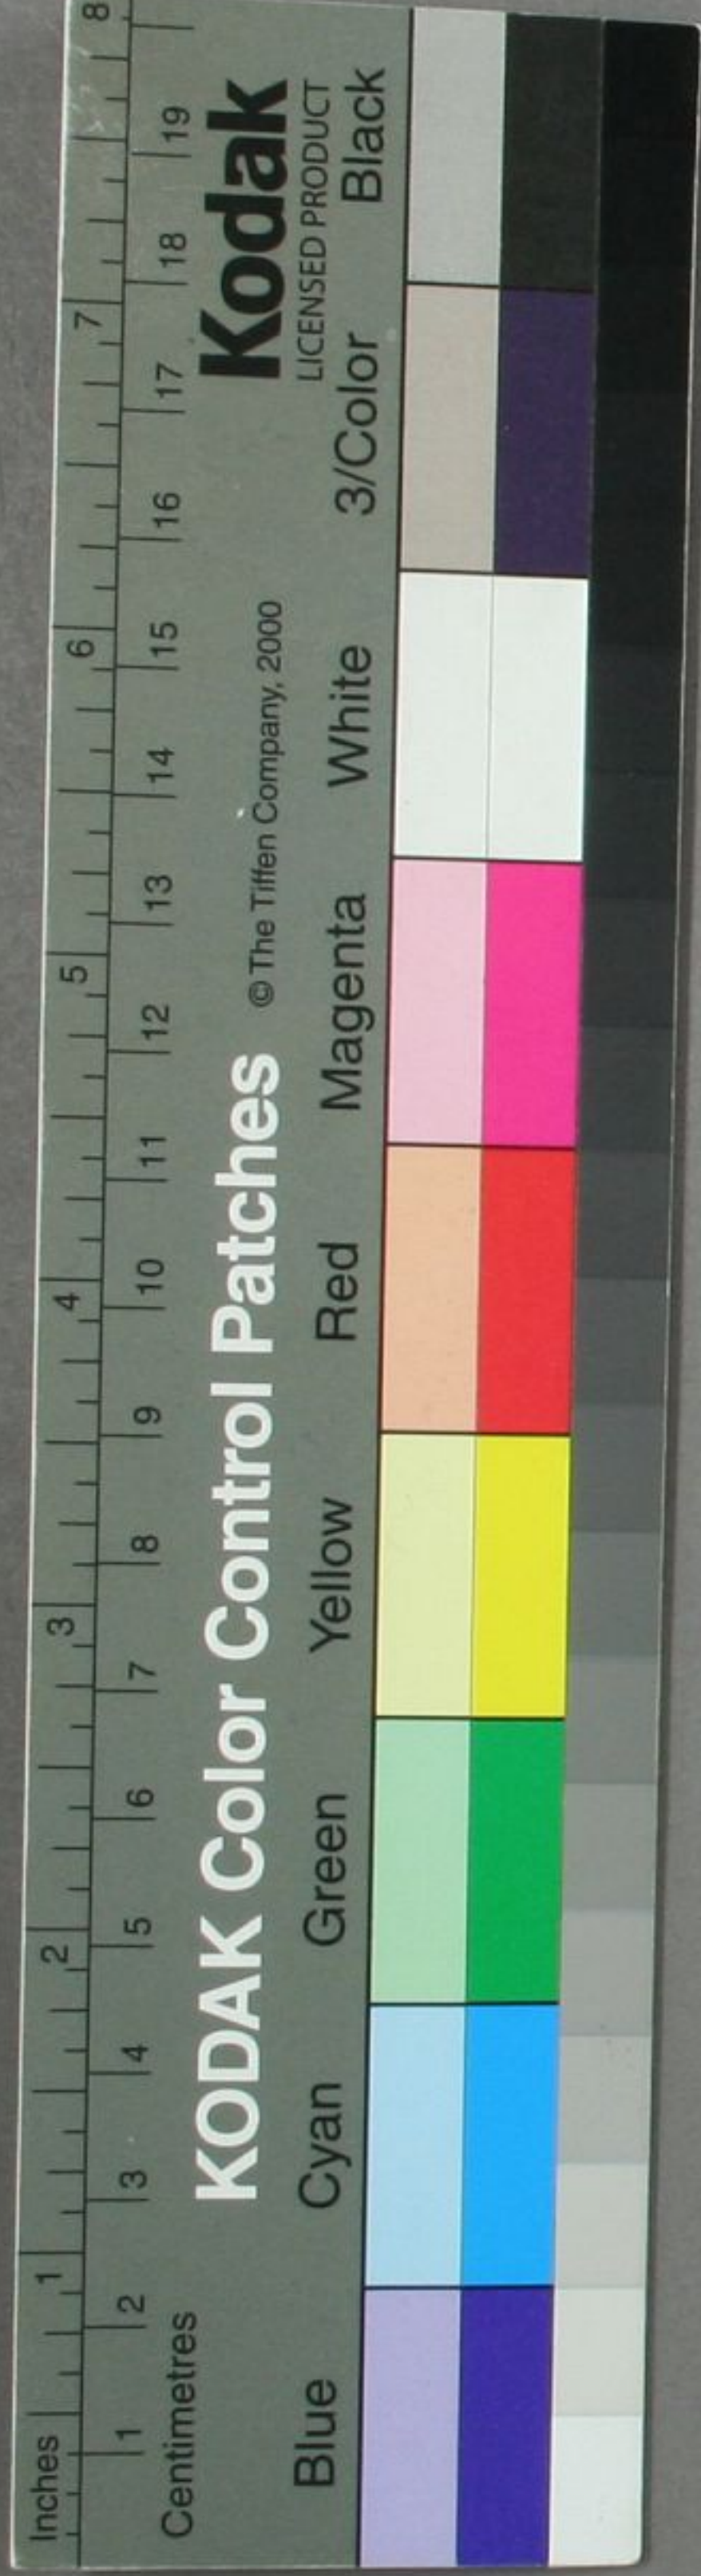 Inches 1 2 3 4 5 6 7 8
1 2 3 4 5 6 7 8 9 10 11 12 13 14 15 16 17 18 19
Centimetres
KODAK Color Control Patches © The Tiffen Company, 2000
Kodak
LICENSED PRODUCT
Blue Cyan Green Yellow Red Magenta White 3/Color Black